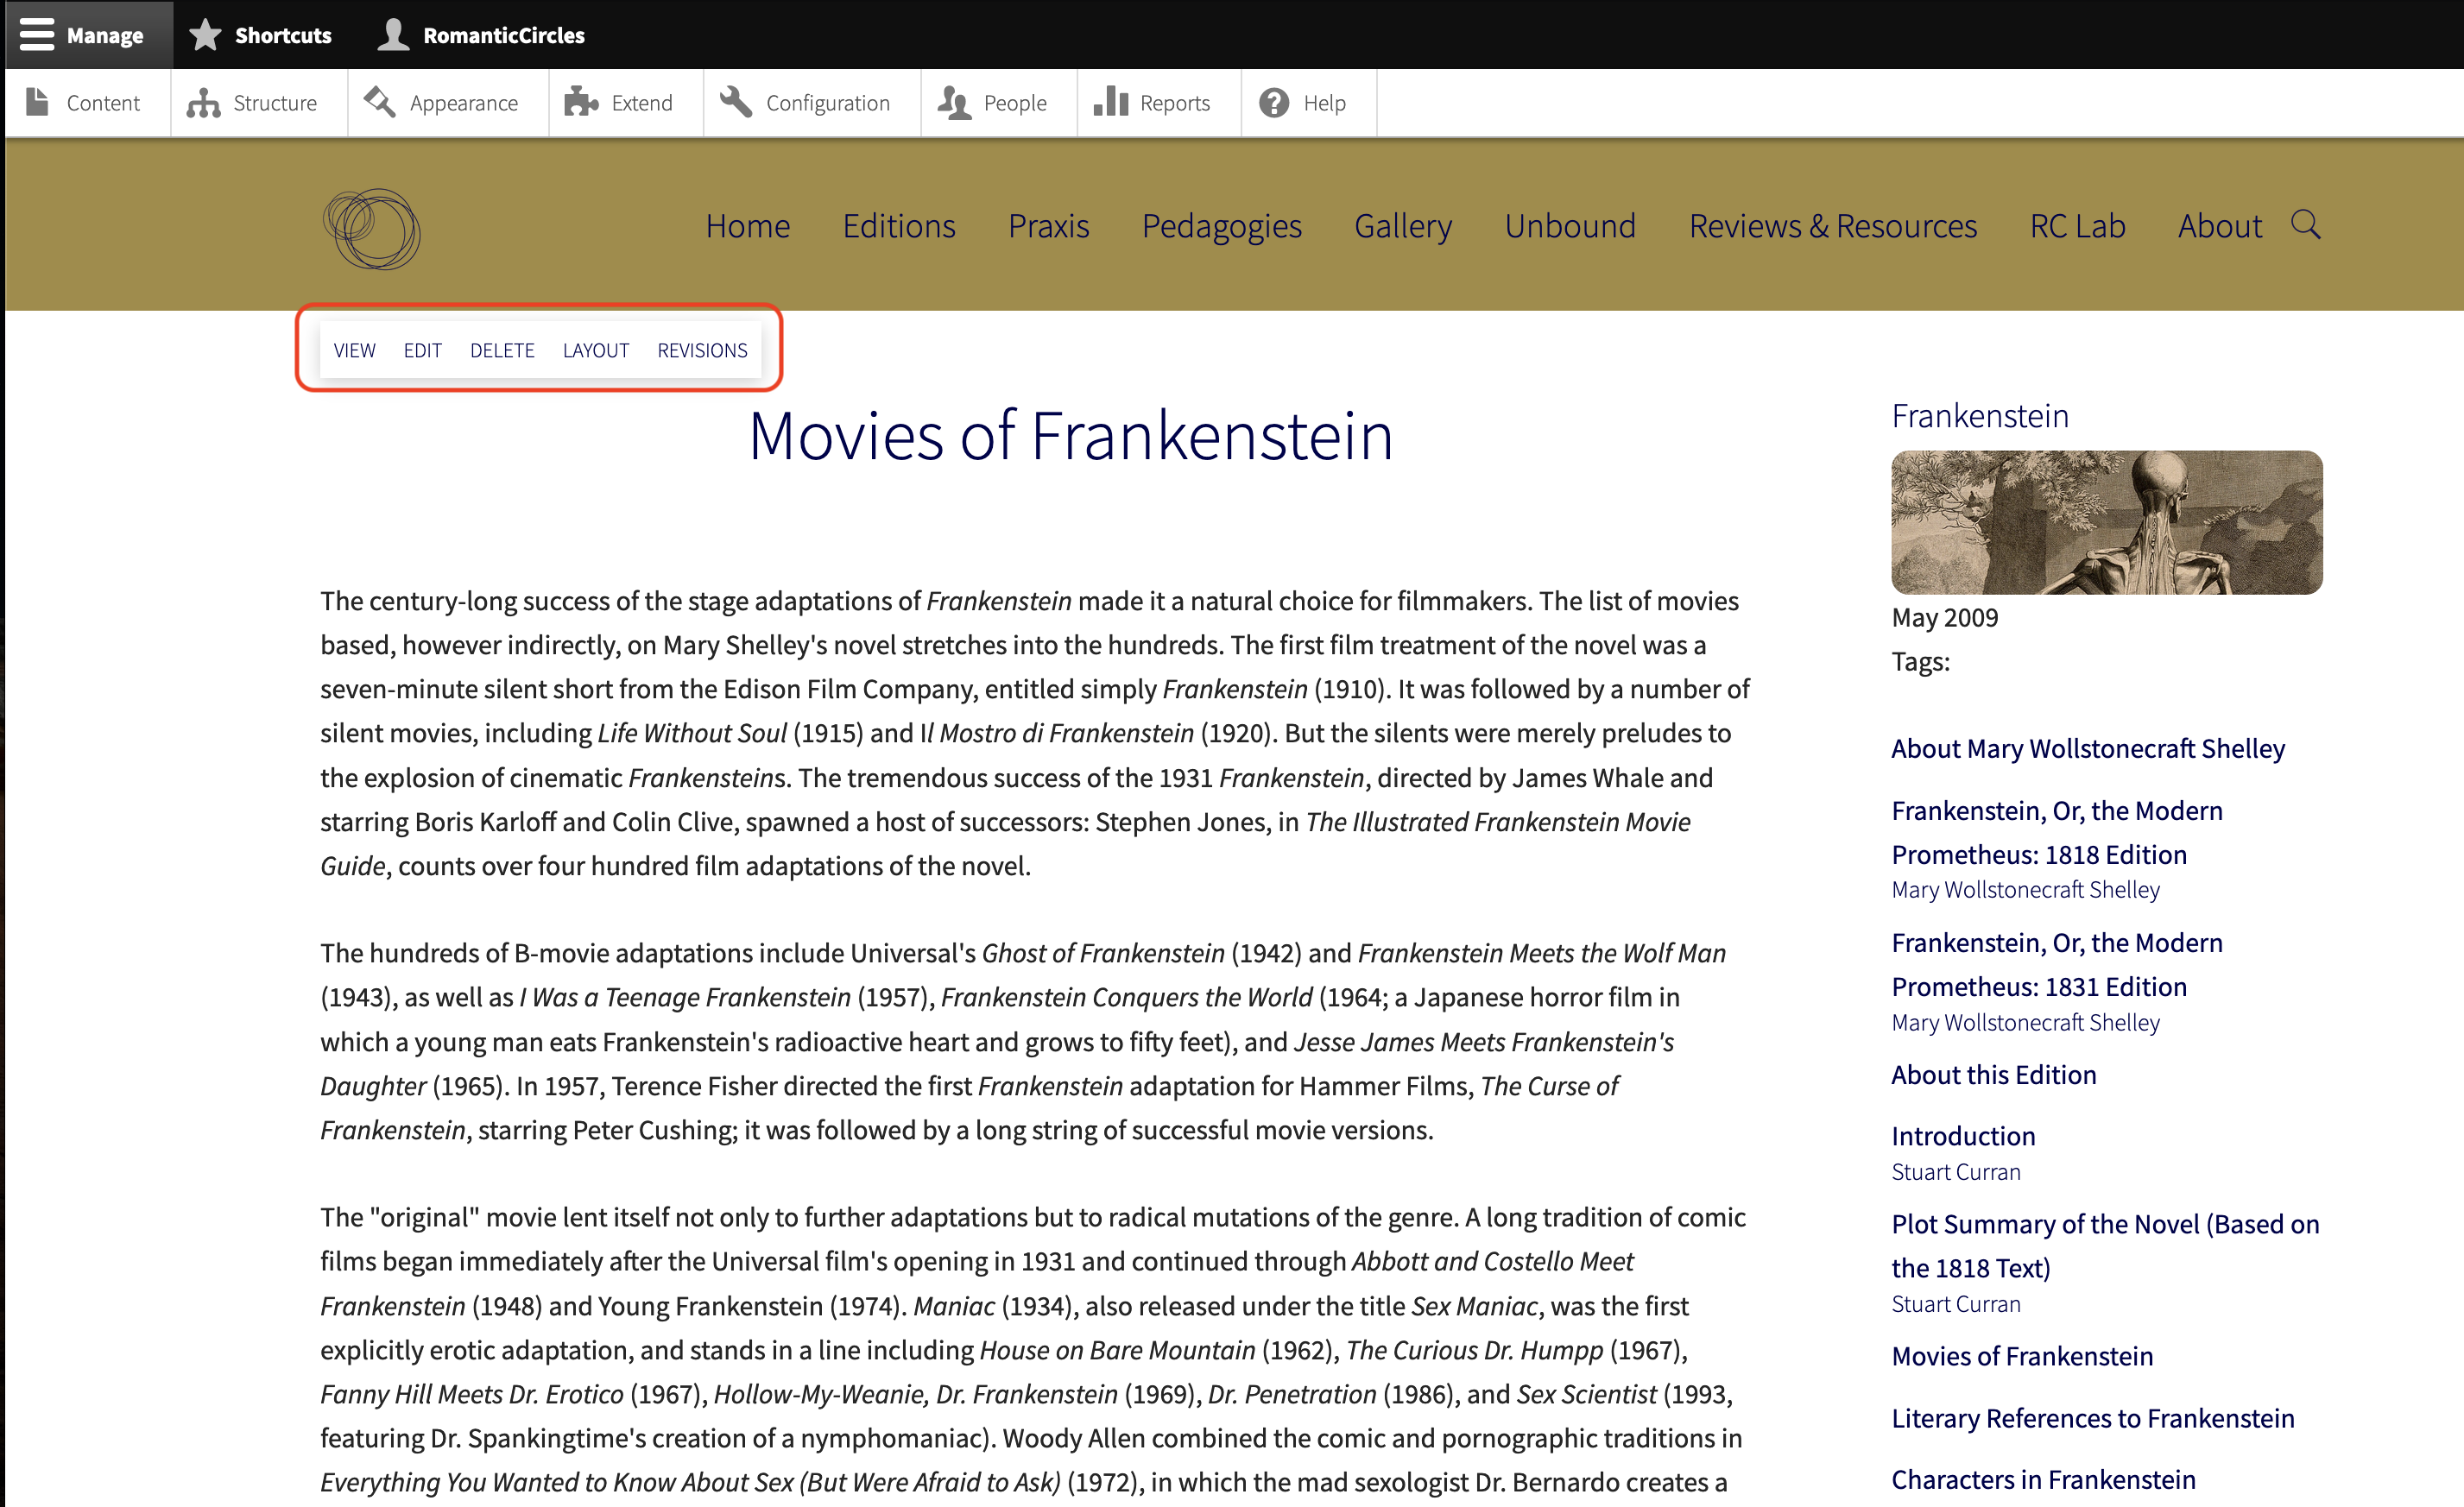 Manage Shortcuts RomanticCircles
Content Structure Appearance Extend Configuration People Reports Help
Home Editions Praxis Pedagogies Gallery Unbound Reviews & Resources RC Lab About
VIEW EDIT DELETE LAYOUT REVISIONS
Movies of Frankenstein
The century-long success of the stage adaptations of Frankenstein made it a natural choice for filmmakers. The list of movies
based, however indirectly, on Mary Shelley's novel stretches into the hundreds. The first film treatment of the novel was a
seven-minute silent short from the Edison Film Company, entitled simply Frankenstein (1910). It was followed by a number of
silent movies, including Life Without Soul (1915) and Il Mostro di Frankenstein (1920). But the silents were merely preludes to
the explosion of cinematic Frankensteins. The tremendous success of the 1931 Frankenstein, directed by James Whale and
starring Boris Karloff and Colin Clive, spawned a host of successors: Stephen Jones, in The Illustrated Frankenstein Movie
Guide, counts over four hundred film adaptations of the novel.
The hundreds of B-movie adaptations include Universal's Ghost of Frankenstein (1942) and Frankenstein Meets the Wolf Man
(1943), as well as I Was a Teenage Frankenstein (1957), Frankenstein Conquers the World (1964; a Japanese horror film in
which a young man eats Frankenstein's radioactive heart and grows to fifty feet), and Jesse James Meets Frankenstein's
Daughter (1965). In 1957, Terence Fisher directed the first Frankenstein adaptation for Hammer Films, The Curse of
Frankenstein, starring Peter Cushing; it was followed by a long string of successful movie versions.
The "original" movie lent itself not only to further adaptations but to radical mutations of the genre. A long tradition of comic
films began immediately after the Universal film's opening in 1931 and continued through Abbott and Costello Meet
Frankenstein (1948) and Young Frankenstein (1974). Maniac (1934), also released under the title Sex Maniac, was the first
explicitly erotic adaptation, and stands in a line including House on Bare Mountain (1962), The Curious Dr. Humpp (1967),
Fanny Hill Meets Dr. Erotico (1967), Hollow-My-Weanie, Dr. Frankenstein (1969), Dr. Penetration (1986), and Sex Scientist (1993,
featuring Dr. Spankingtime's creation of a nymphomaniac). Woody Allen combined the comic and pornographic traditions in
Everything You Wanted to Know About Sex (But Were Afraid to Ask) (1972), in which the mad sexologist Dr. Bernardo creates a
Frankenstein
May 2009
Tags:
About Mary Wollstonecraft Shelley
Frankenstein, Or, the Modern
Prometheus: 1818 Edition
Mary Wollstonecraft Shelley
Frankenstein, Or, the Modern
Prometheus: 1831 Edition
Mary Wollstonecraft Shelley
About this Edition
Introduction
Stuart Curran
Plot Summary of the Novel (Based on
the 1818 Text)
Stuart Curran
Movies of Frankenstein
Literary References to Frankenstein
Characters in Frankenstein